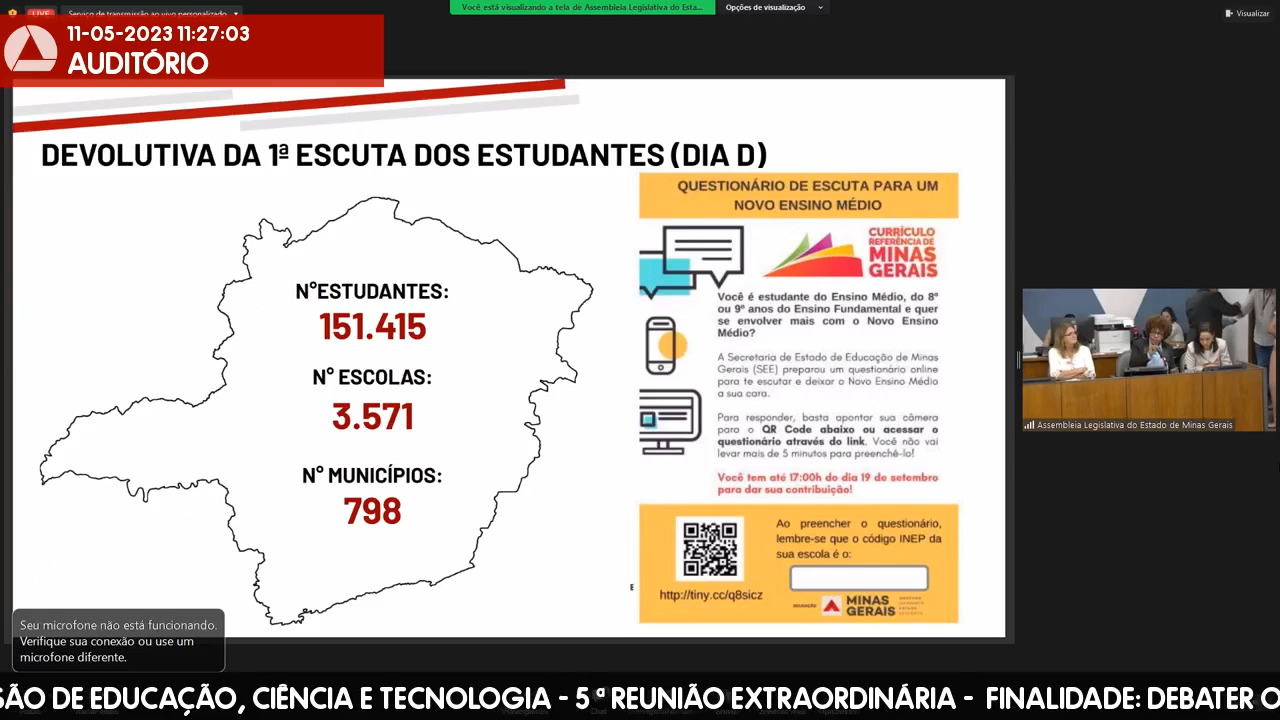 LIVE
Serviço de transmissão ao vivo personalizado
Você está visualizando a tela de Assembleia Legislativa do Esta...
Opções de visualização
Visualizar
11-05-2023 11:27:03
AUDITÓRIO
DEVOLUTIVA DA 1ª ESCUTA DOS ESTUDANTES (DIA D)
N°ESTUDANTES:
151.415
N° ESCOLAS:
3.571
N° MUNICÍPIOS:
798
QUESTIONÁRIO DE ESCUTA PARA UM
NOVO ENSINO MÉDIO
CURRÍCULO
REFERÊNCIA DE
MINAS
GERAIS
Você é estudante do Ensino Médio, do 8º
ou 9º anos do Ensino Fundamental e quer
se envolver mais com o Novo Ensino
Médio?
A Secretaria de Estado de Educação de Minas
Gerais (SEE) preparou um questionário online
para te escutar e deixar o Novo Ensino Médio
a sua cara.
Para responder, basta apontar sua câmera
para o QR Code abaixo ou acessar o
questionário através do link. Você não vai
levar mais de 5 minutos para preenchê-lo!
Você tem até 17:00h do dia 19 de setembro
para dar sua contribuição!
Ao preencher o questionário,
lembre-se que o código INEP da
sua escola é o:
http://tiny.cc/q8sicz
EDUCAÇÃO
MINAS
GERAIS
E
Assembleia Legislativa do Estado de Minas Gerais
Seu microfone não está funcionando.
Verifique sua conexão ou use um
microfone diferente.
SÃO DE EDUCAÇÃO, CIÊNCIA E TECNOLOGIA - 5ª REUNIÃO EXTRAORDINÁRIA - FINALIDADE: DEBATER O